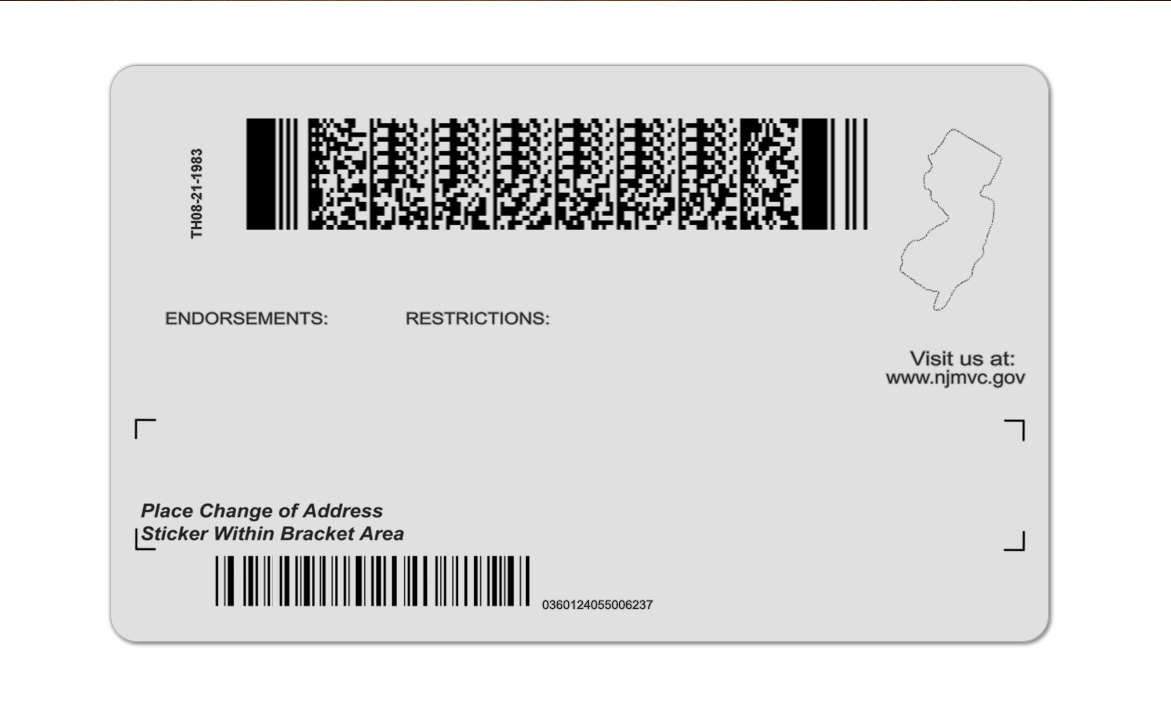 TH08-21-1983
ENDORSEMENTS:
RESTRICTIONS:
Visit us at:
www.njmvc.gov
Place Change of Address
Sticker Within Bracket Area
0360124055006237